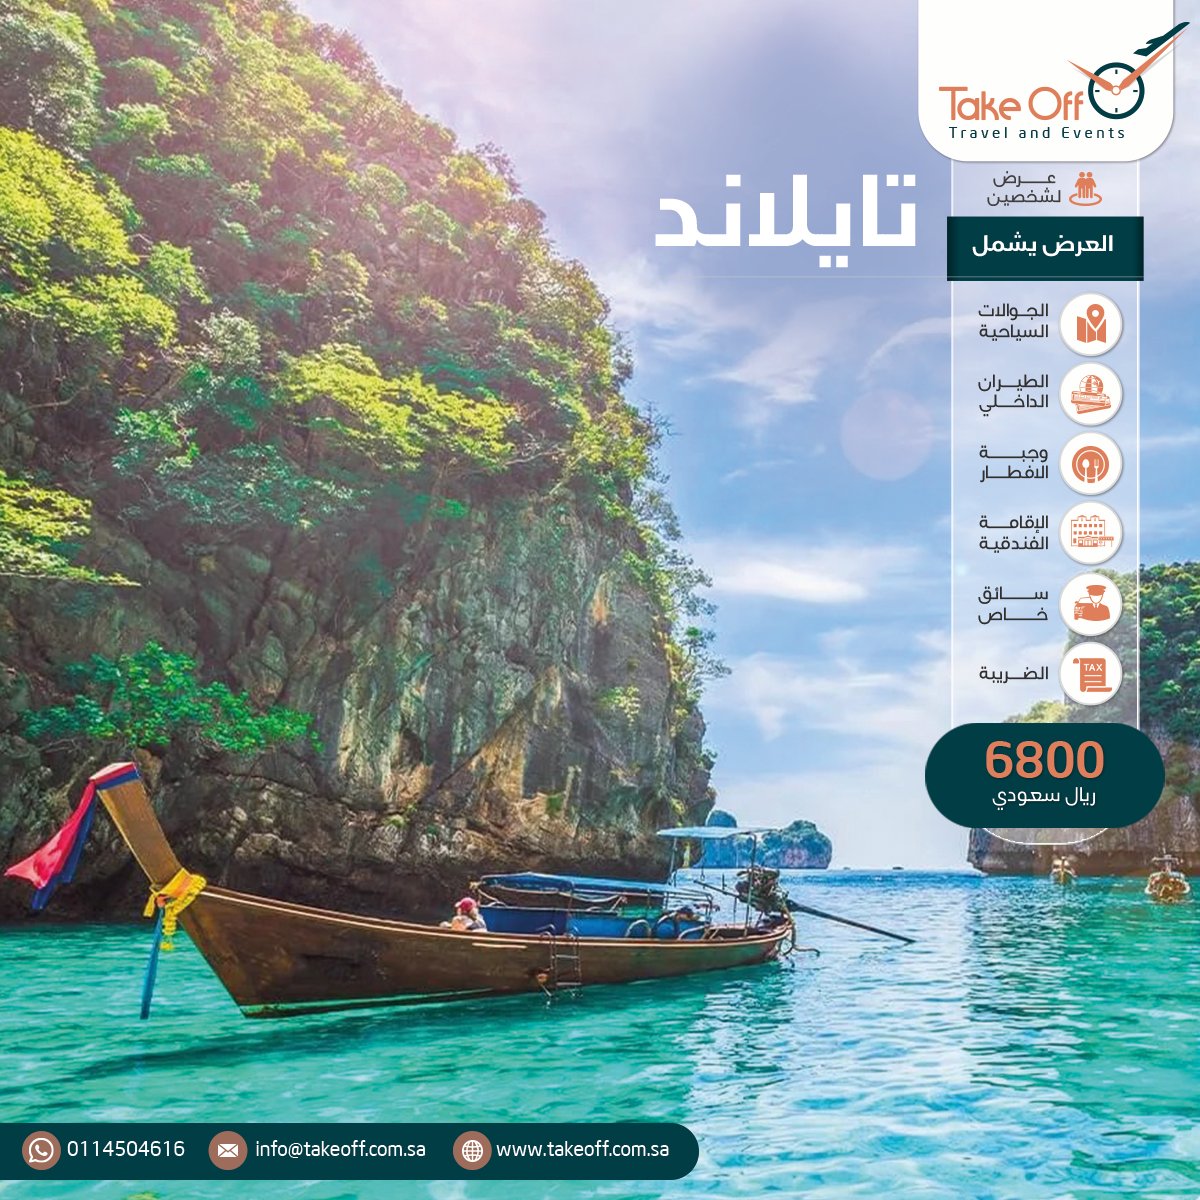 Take Off
Travel and Events
عرض
لشخصين
تايلاند
العرض يشمل
الجوالات
السياحية
الطيران
الداخلي
وجبة
الافطار
الإقامة
الفندقية
سائق
خاص
TAX
الضريبة
6800
ريال سعودي
0114504616
info@takeoff.com.sa
www.takeoff.com.sa